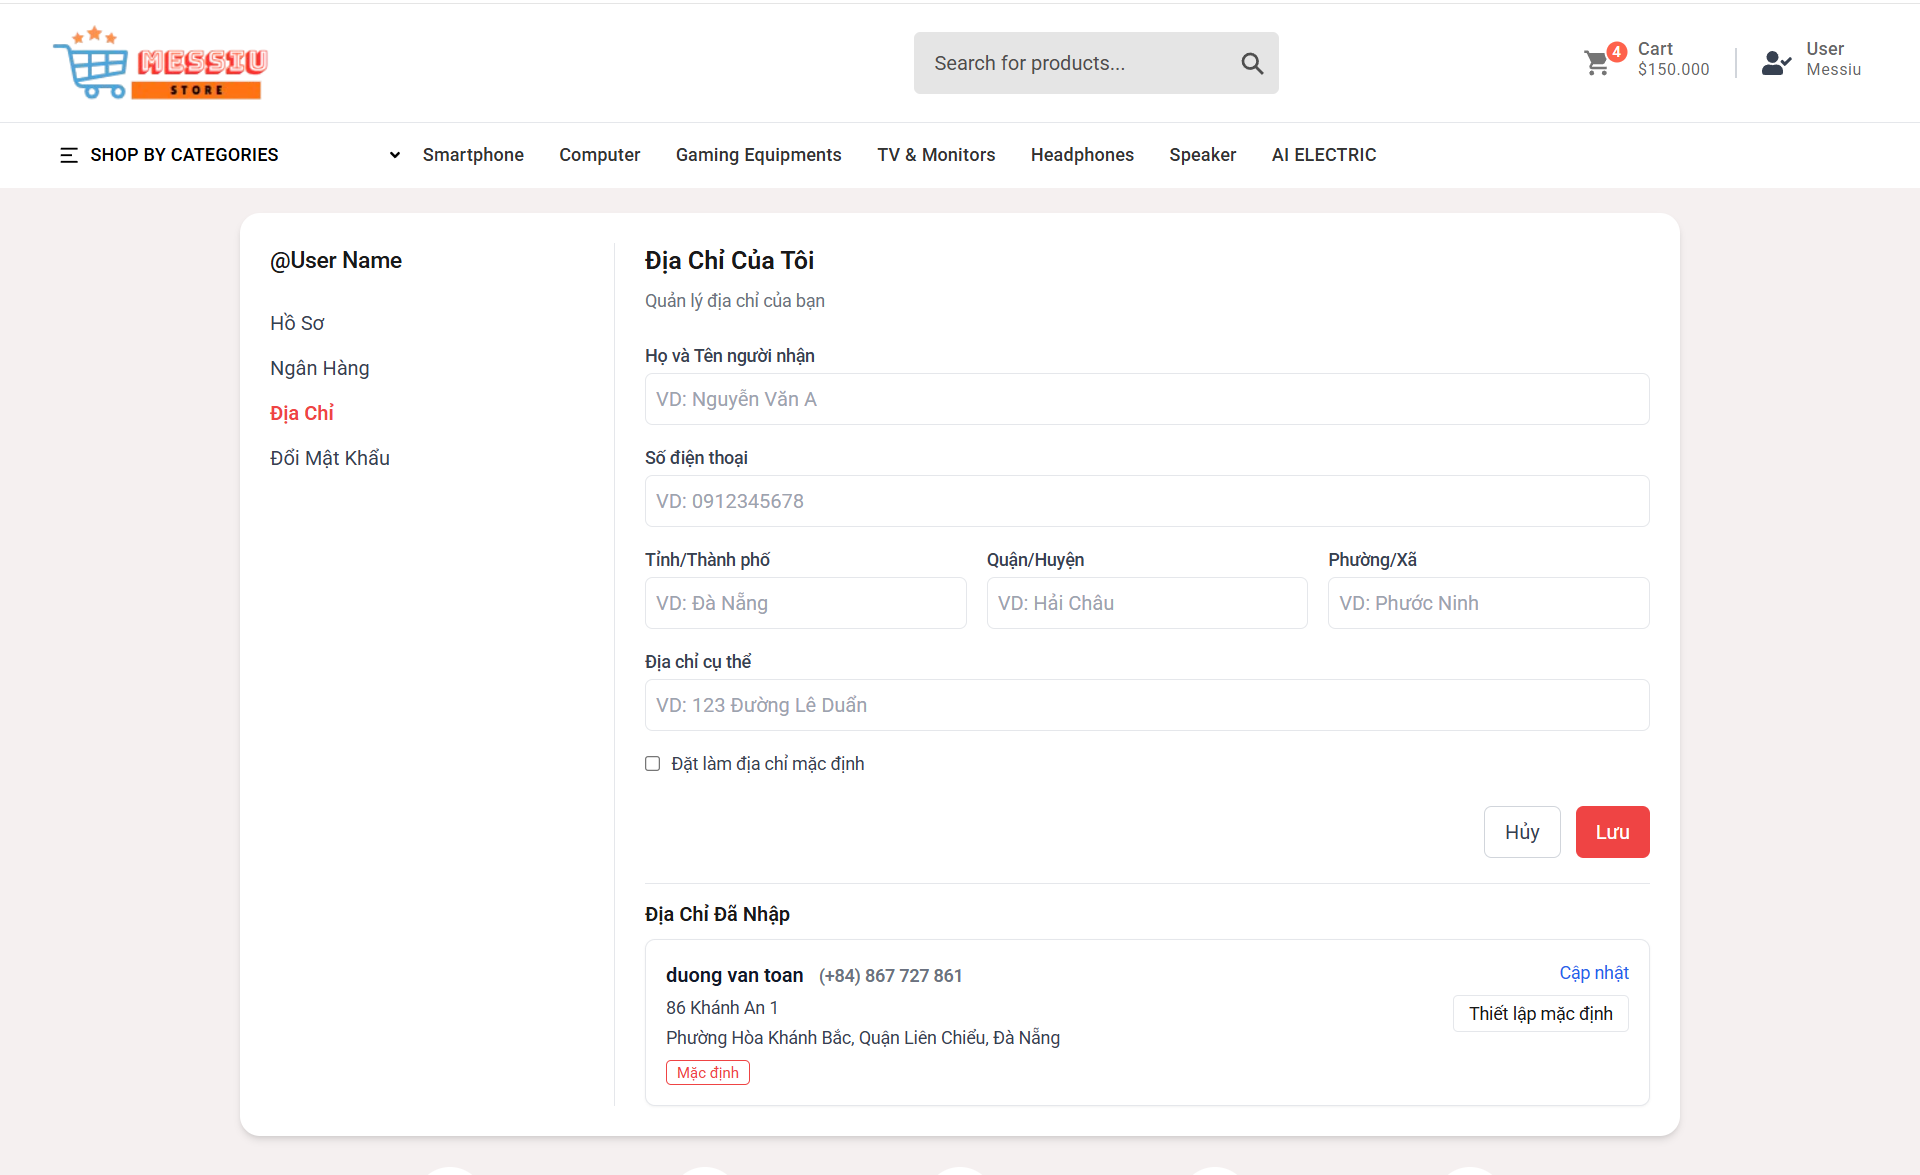 MESSIU
STORE
Search for products...
4
Cart
$150.000
User
Messiu
SHOP BY CATEGORIES
Smartphone
Computer
Gaming Equipments
TV & Monitors
Headphones
Speaker
AI ELECTRIC
@User Name
Hồ Sơ
Ngân Hàng
Địa Chỉ
Đổi Mật Khẩu
Địa Chỉ Của Tôi
Quản lý địa chỉ của bạn
Họ và Tên người nhận
VD: Nguyễn Văn A
Số điện thoại
VD: 0912345678
Tỉnh/Thành phố
Quận/Huyện
Phường/Xã
VD: Đà Nẵng
VD: Hải Châu
VD: Phước Ninh
Địa chỉ cụ thể
VD: 123 Đường Lê Duẩn
Đặt làm địa chỉ mặc định
Hủy
Lưu
Địa Chỉ Đã Nhập
duong van toan (+84) 867 727 861
Cập nhật
86 Khánh An 1
Thiết lập mặc định
Phường Hòa Khánh Bắc, Quận Liên Chiểu, Đà Nẵng
Mặc định